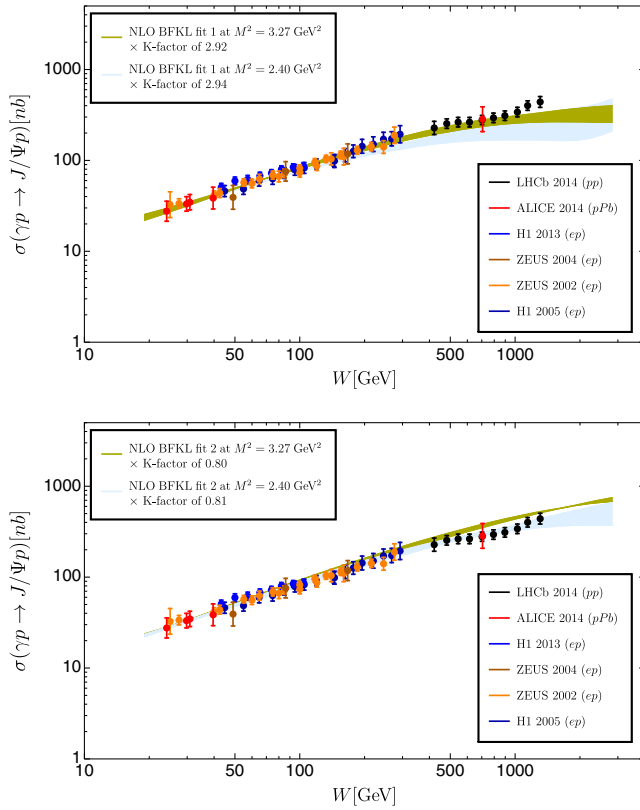 NLO BFKL fit 1 at M² = 3.27 GeV²
× K-factor of 2.92
NLO BFKL fit 1 at M² = 2.40 GeV²
× K-factor of 2.94
σ(γp → J/Ψp)[nb]
1000
100
10
1
LHCb 2014 (pp)
ALICE 2014 (pPb)
H1 2013 (ep)
ZEUS 2004 (ep)
ZEUS 2002 (ep)
H1 2005 (ep)
10 50 100 500 1000
W[GeV]
NLO BFKL fit 2 at M² = 3.27 GeV²
× K-factor of 0.80
NLO BFKL fit 2 at M² = 2.40 GeV²
× K-factor of 0.81
σ(γp → J/Ψp)[nb]
1000
100
10
1
LHCb 2014 (pp)
ALICE 2014 (pPb)
H1 2013 (ep)
ZEUS 2004 (ep)
ZEUS 2002 (ep)
H1 2005 (ep)
10 50 100 500 1000
W[GeV]